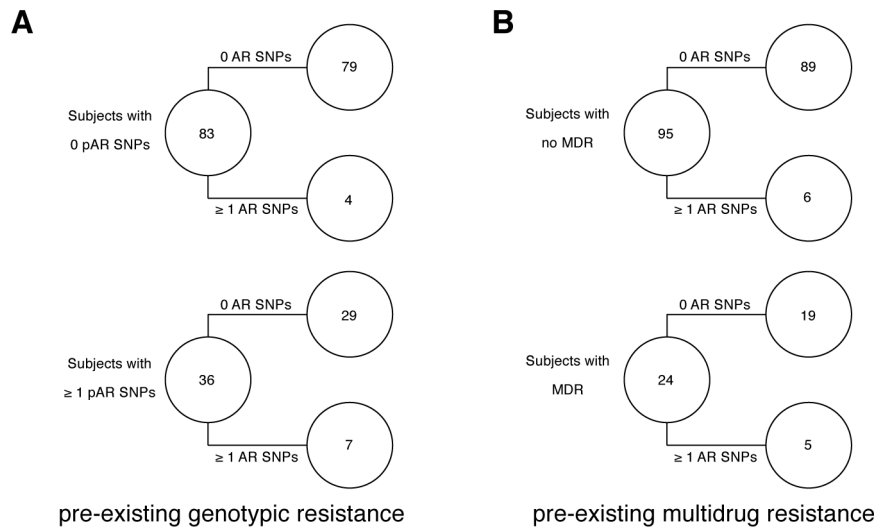 A
0 AR SNPs
79
Subjects with
0 pAR SNPs
83
≥ 1 AR SNPs
4
0 AR SNPs
29
Subjects with
≥ 1 pAR SNPs
36
≥ 1 AR SNPs
7
pre-existing genotypic resistance
B
0 AR SNPs
89
Subjects with
no MDR
95
≥ 1 AR SNPs
6
0 AR SNPs
19
Subjects with
MDR
24
≥ 1 AR SNPs
5
pre-existing multidrug resistance